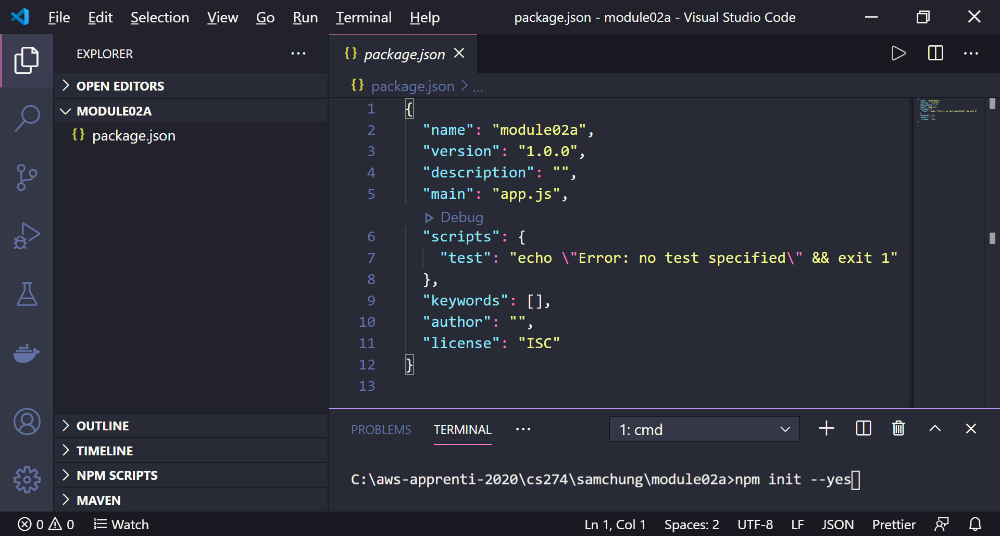 File Edit Selection View Go Run Terminal Help package.json - module02a - Visual Studio Code
EXPLORER
OPEN EDITORS
MODULE02A
{} package.json
OUTLINE
TIMELINE
NPM SCRIPTS
MAVEN
{} package.json
{} package.json > ...
1 {
2 "name": "module02a",
3 "version": "1.0.0",
4 "description": "",
5 "main": "app.js",
Debug
6 "scripts": {
7 "test": "echo \"Error: no test specified\" && exit 1"
8 },
9 "keywords": [],
10 "author": "",
11 "license": "ISC"
12 }
13
PROBLEMS TERMINAL ... 1: cmd
C:\aws-apprenti-2020\cs274\samchung\module02a>npm init --yes
0 0 Watch Ln 1, Col 1 Spaces: 2 UTF-8 LF JSON Prettier